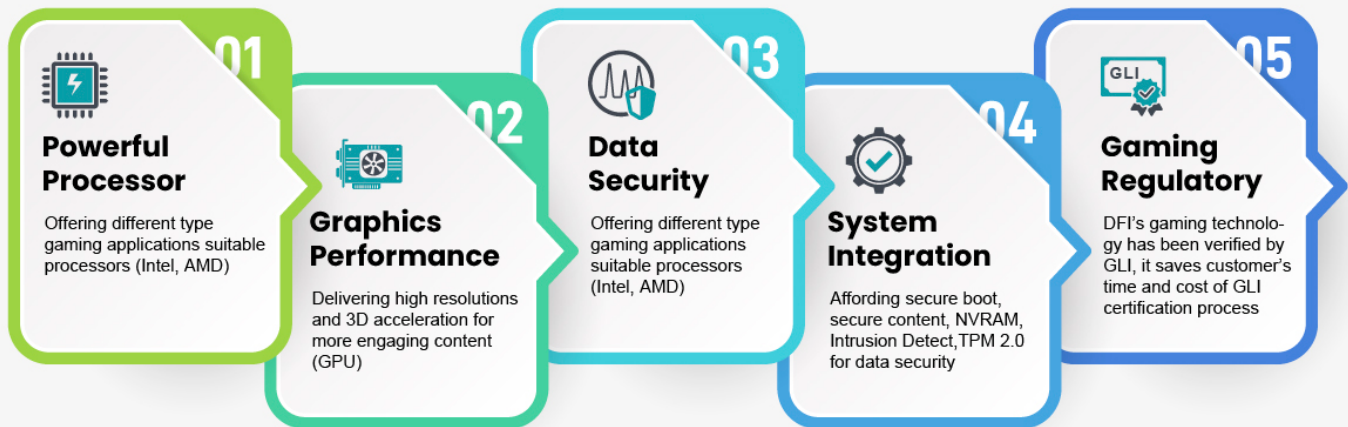 01
Powerful
Processor
Offering different type
gaming applications suitable
processors (Intel, AMD)
02
Graphics
Performance
Delivering high resolutions
and 3D acceleration for
more engaging content
(GPU)
03
Data
Security
Offering different type
gaming applications
suitable processors
(Intel, AMD)
04
System
Integration
Affording secure boot,
secure content, NVRAM,
Intrusion Detect,TPM 2.0
for data security
05
GLI
Gaming
Regulatory
DFI’s gaming technolo-
gy has been verified by
GLI, it saves customer’s
time and cost of GLI
certification process